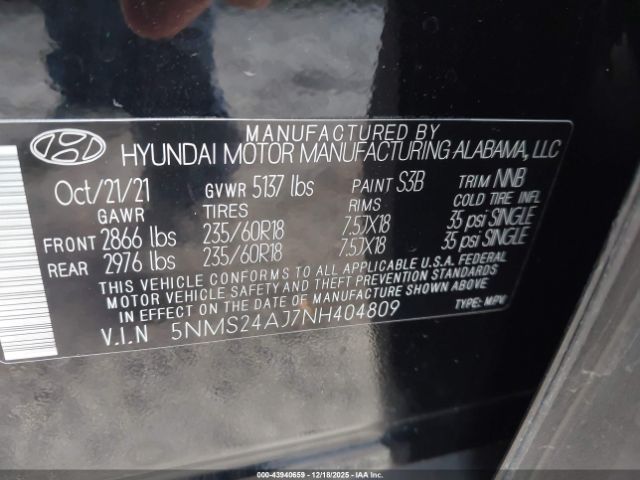 MANUFACTURED BY
HYUNDAI MOTOR MANUFACTURING ALABAMA, LLC
Oct/21/21 GVWR 5137 lbs PAINT S3B TRIM NNB
GAWR TIRES RIMS COLD TIRE INFL
FRONT 2866 lbs 235/60R18 7.5JX18 35 psi SINGLE
REAR 2976 lbs 235/60R18 7.5JX18 35 psi SINGLE
THIS VEHICLE CONFORMS TO ALL APPLICABLE U.S.A. FEDERAL
MOTOR VEHICLE SAFETY AND THEFT PREVENTION STANDARDS
IN EFFECT ON THE DATE OF MANUFACTURE SHOWN ABOVE
V.I.N 5NMS24AJ7NH404809 TYPE: MPV
000-43940659 - 12/18/2025 - IAAI.com